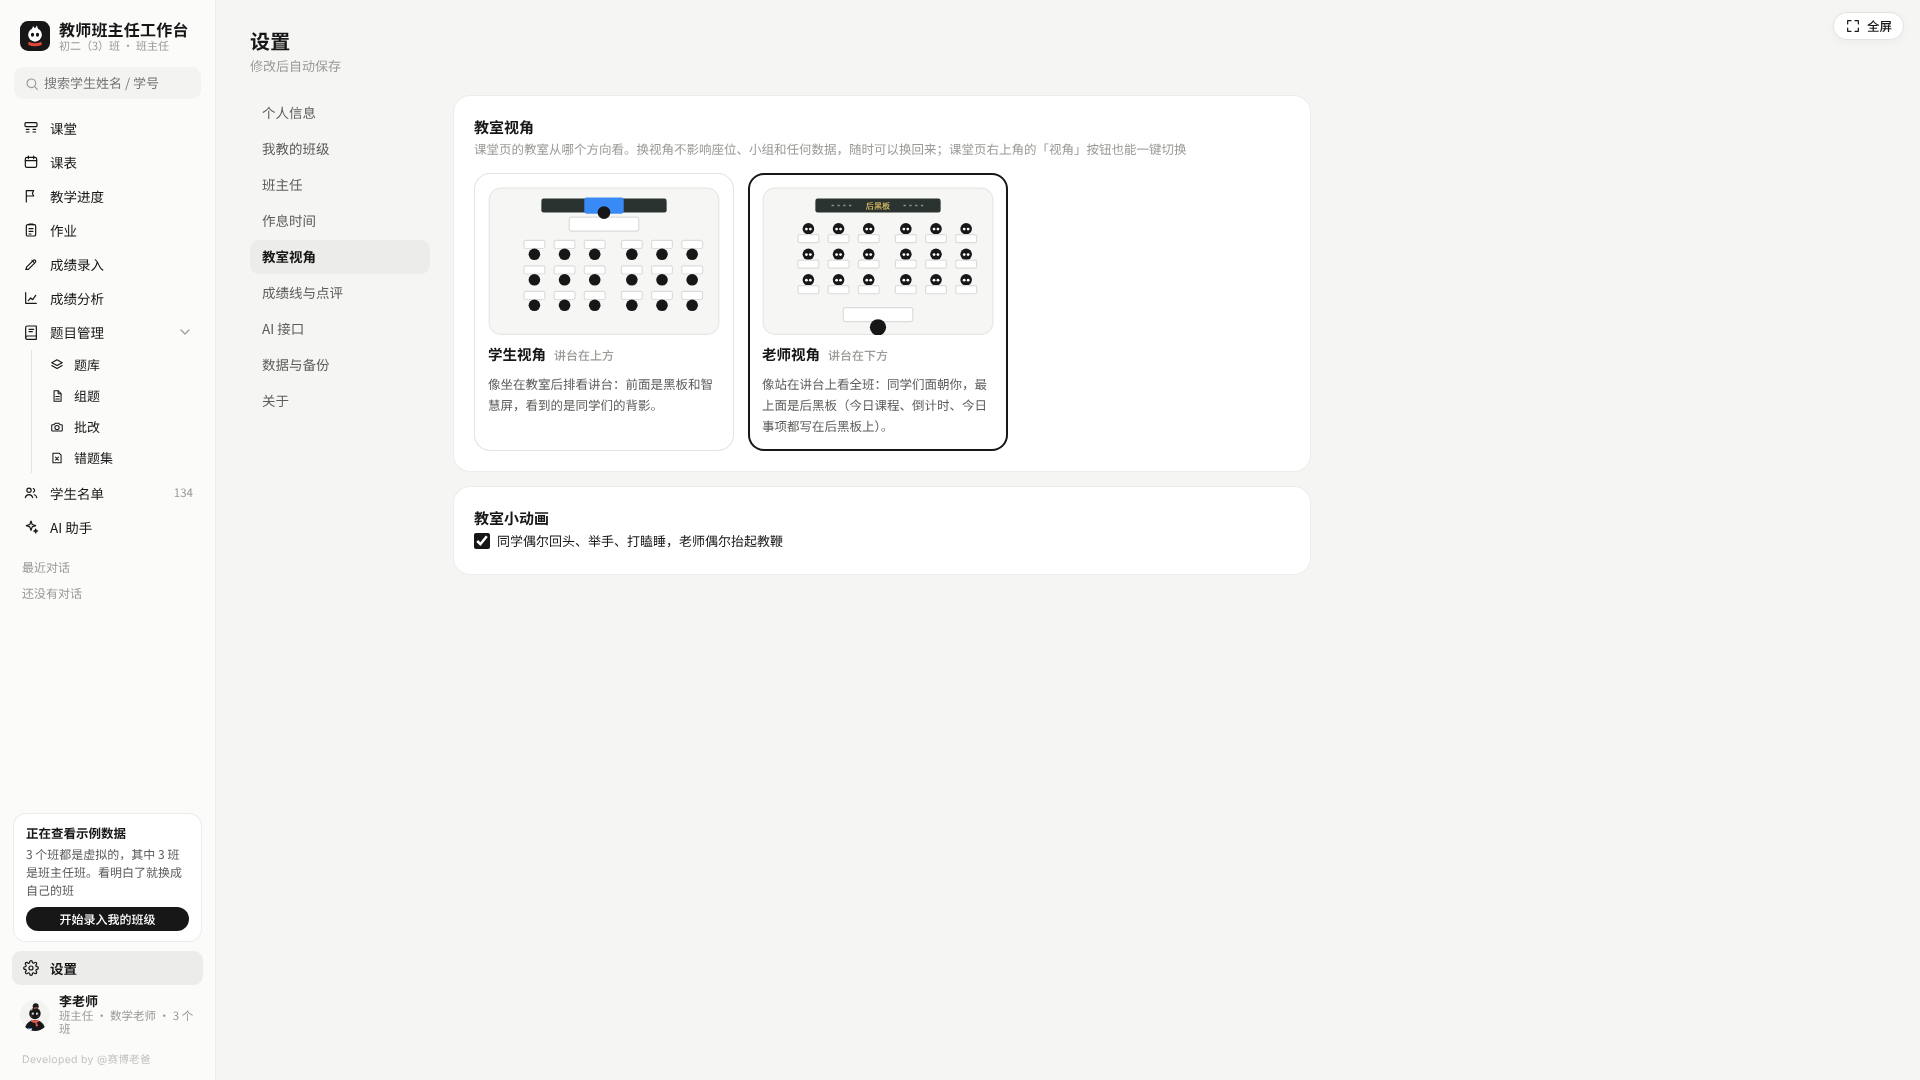 教师班主任工作台
初二（3）班 · 班主任
搜索学生姓名 / 学号
课堂
课表
教学进度
作业
成绩录入
成绩分析
题目管理
题库
组题
批改
错题集
学生名单 134
AI 助手
最近对话
还没有对话
正在查看示例数据
3 个班都是虚拟的，其中 3 班
是班主任班。看明白了就换成
自己的班
开始录入我的班级
设置
李老师
班主任 · 数学老师 · 3 个
班
Developed by @赛博老爸
设置
修改后自动保存
全屏
个人信息
我教的班级
班主任
作息时间
教室视角
成绩线与点评
AI 接口
数据与备份
关于
教室视角
课堂页的教室从哪个方向看。换视角不影响座位、小组和任何数据，随时可以换回来；课堂页右上角的「视角」按钮也能一键切换
学生视角 讲台在上方
像坐在教室后排看讲台：前面是黑板和智
慧屏，看到的是同学们的背影。
后黑板
老师视角 讲台在下方
像站在讲台上看全班：同学们面朝你，最
上面是后黑板（今日课程、倒计时、今日
事项都写在后黑板上）。
教室小动画
同学偶尔回头、举手、打瞌睡，老师偶尔抬起教鞭